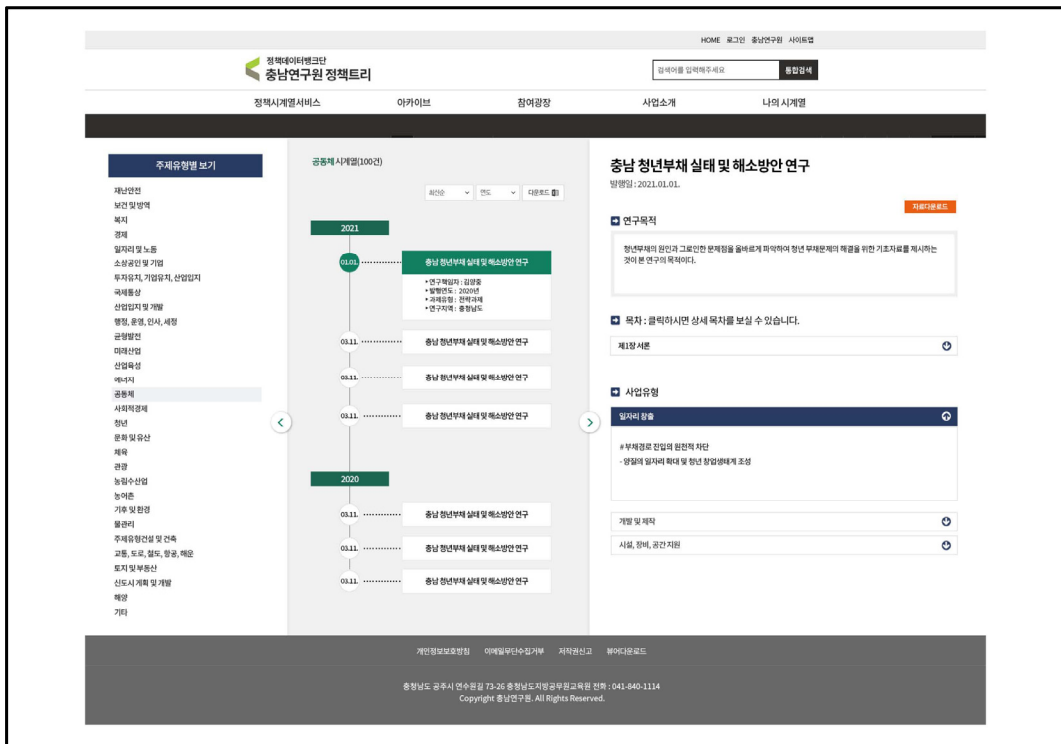 HOME 로그인 충남연구원 사이트맵
정책데이터뱅크단
충남연구원 정책트리
검색어를 입력해주세요
통합검색
정책시계열서비스 아카이브 참여광장 사업소개 나의 시계열
주제유형별 보기
재난안전
보건 및 방역
복지
경제
일자리 및 노동
소상공인 및 기업
투자유치, 기업유치, 산업입지
국제통상
산업입지 및 개발
행정, 운영, 인사, 세정
균형발전
미래산업
산업육성
에너지
공동체
사회적경제
청년
문화 및 유산
체육
관광
농림수산업
농어촌
기후 및 환경
물관리
주제유형건설 및 건축
교통, 도로, 철도, 항공, 해운
토지 및 부동산
신도시 계획 및 개발
해양
기타
공동체 시계열(100건)
최신순 연도 다운로드
2021
01.01. 충남 청년부채 실태 및 해소방안 연구
• 연구책임자 : 김양중
• 발행연도 : 2020년
• 과제유형 : 전략과제
• 연구지역 : 충청남도
03.11. 충남 청년부채 실태 및 해소방안 연구
03.11. 충남 청년부채 실태 및 해소방안 연구
03.11. 충남 청년부채 실태 및 해소방안 연구
2020
03.11. 충남 청년부채 실태 및 해소방안 연구
03.11. 충남 청년부채 실태 및 해소방안 연구
03.11. 충남 청년부채 실태 및 해소방안 연구
충남 청년부채 실태 및 해소방안 연구
발행일 : 2021.01.01.
자료다운로드
연구목적
청년부채의 원인과 그로인한 문제점을 올바르게 파악하여 청년 부채문제의 해결을 위한 기초자료를 제시하는
것이 본 연구의 목적이다.
목차 : 클릭하시면 상세 목차를 보실 수 있습니다.
제1장 서론
사업유형
일자리 창출
# 부채경로 진입의 원천적 차단
- 양질의 일자리 확대 및 청년 창업생태계 조성
개발 및 제작
시설, 장비, 공간 지원
개인정보보호방침 이메일무단수집거부 저작권신고 뷰어다운로드
충청남도 공주시 연수원길 73-26 충청남도지방공무원교육원 전화 : 041-840-1114
Copyright 충남연구원. All Rights Reserved.